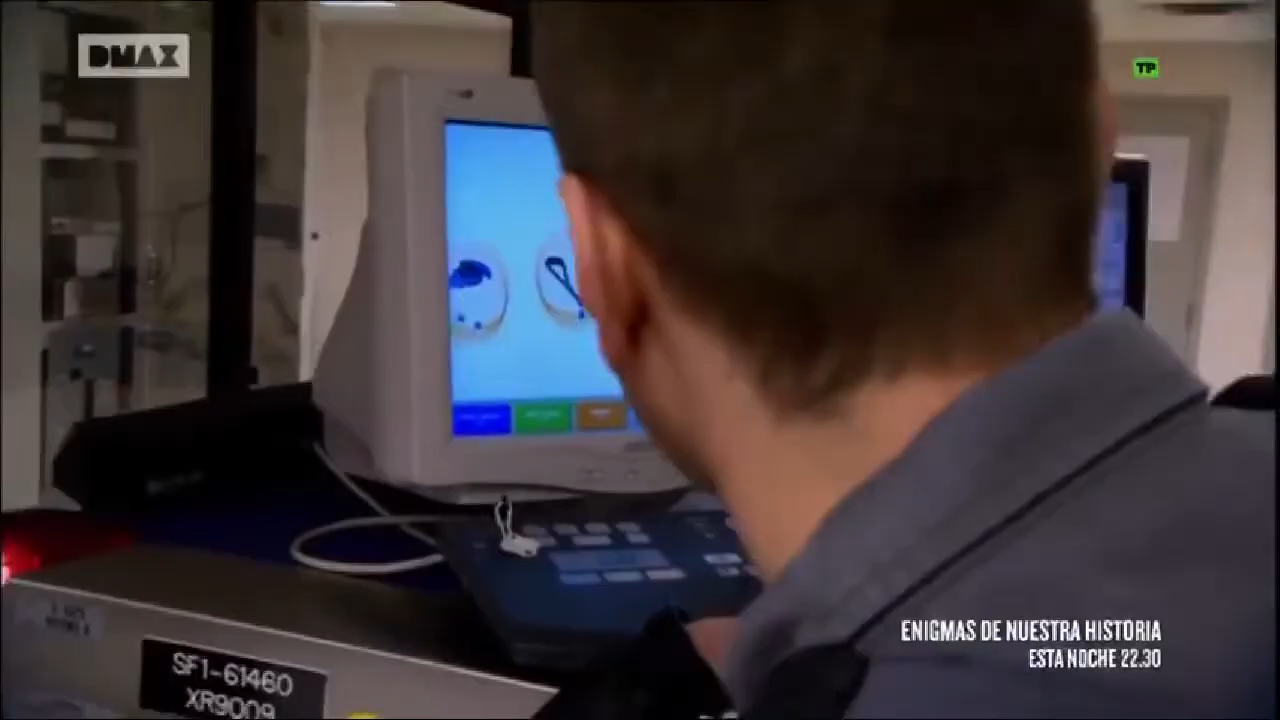 DMAX
TP
SF1-61460
XR9009
ENIGMAS DE NUESTRA HISTORIA
ESTA NOCHE 22.30